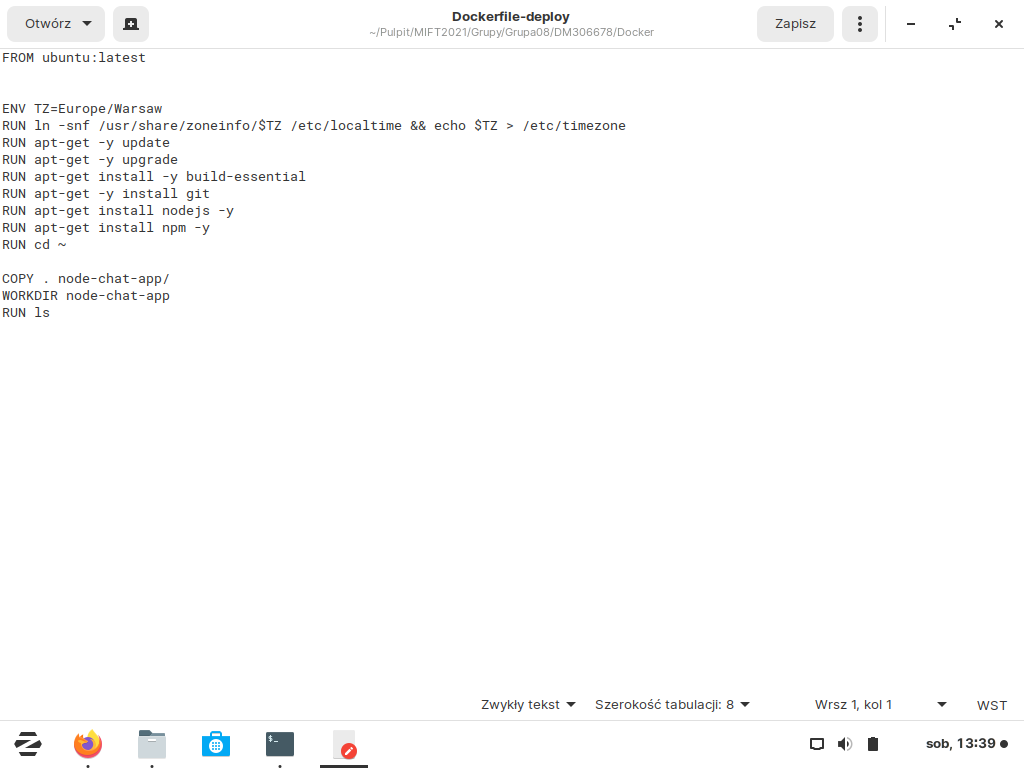 Otwórz
Dockerfile-deploy
~/Pulpit/MIFT2021/Grupy/Grupa08/DM306678/Docker
Zapisz
FROM ubuntu:latest
ENV TZ=Europe/Warsaw
RUN ln -snf /usr/share/zoneinfo/$TZ /etc/localtime && echo $TZ > /etc/timezone
RUN apt-get -y update
RUN apt-get -y upgrade
RUN apt-get install -y build-essential
RUN apt-get -y install git
RUN apt-get install nodejs -y
RUN apt-get install npm -y
RUN cd ~
COPY . node-chat-app/
WORKDIR node-chat-app
RUN ls
Zwykły tekst
Szerokość tabulacji: 8
Wrsz 1, kol 1
WST
$_
sob, 13:39